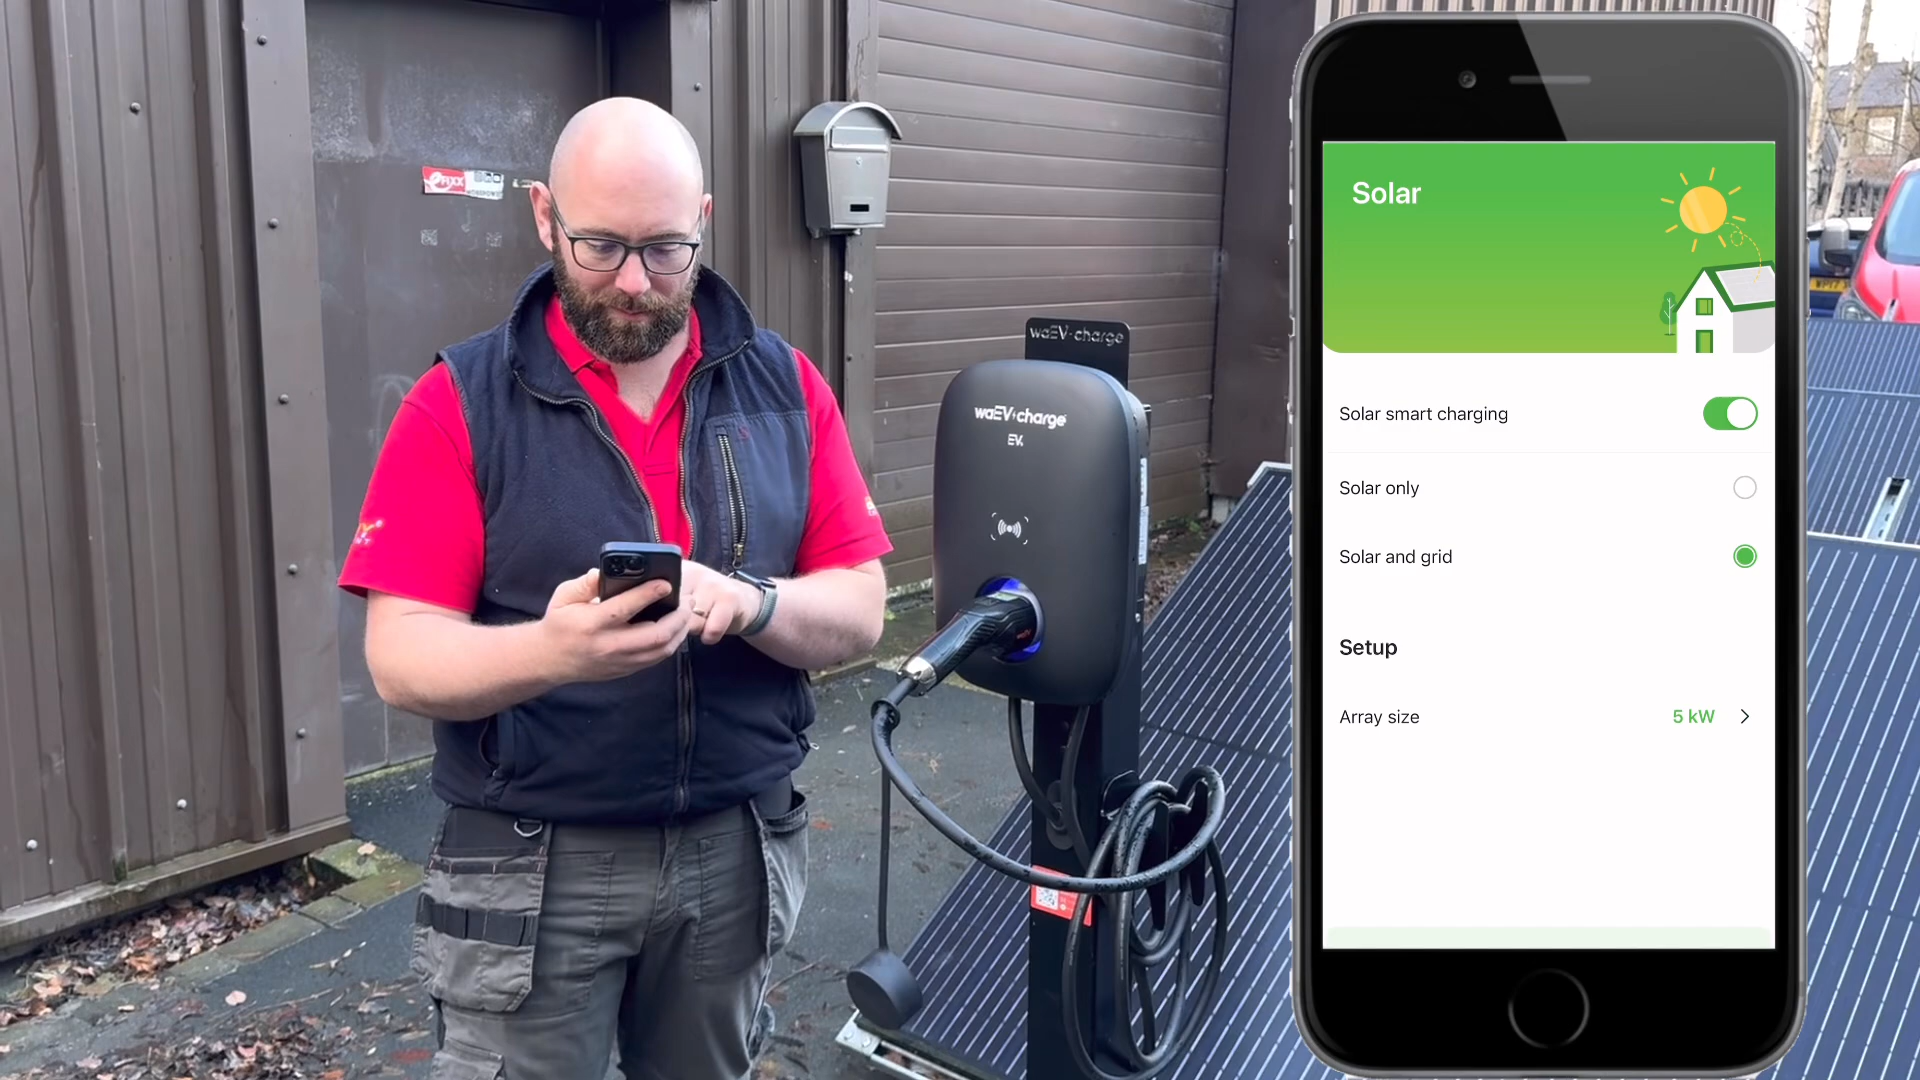 eFIXX
waEV-charge
waEV-charge
EV.
Solar
Solar smart charging
Solar only
Solar and grid
Setup
Array size
5 kW